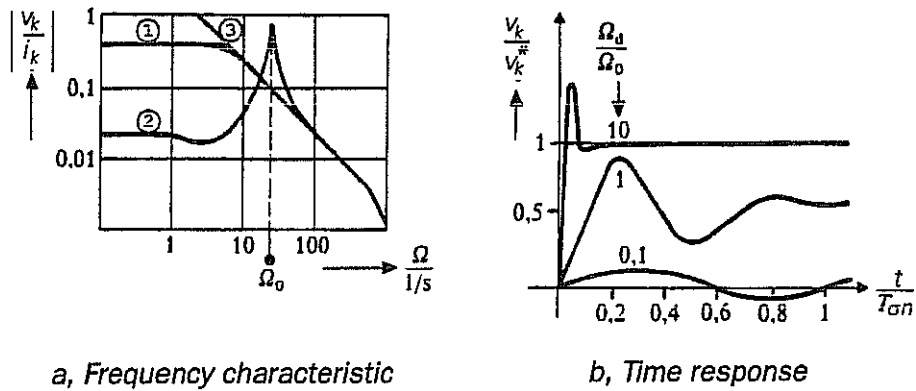 |v_k / i_k|
1
0,1
0,01
①
②
③
1
10
100
Ω_0
Ω / 1/s
a, Frequency characteristic
v_k / v_k^*
Ω_d / Ω_0
1
0,5
10
1
0,1
0,2
0,4
0,6
0,8
1
t / T_σn
b, Time response